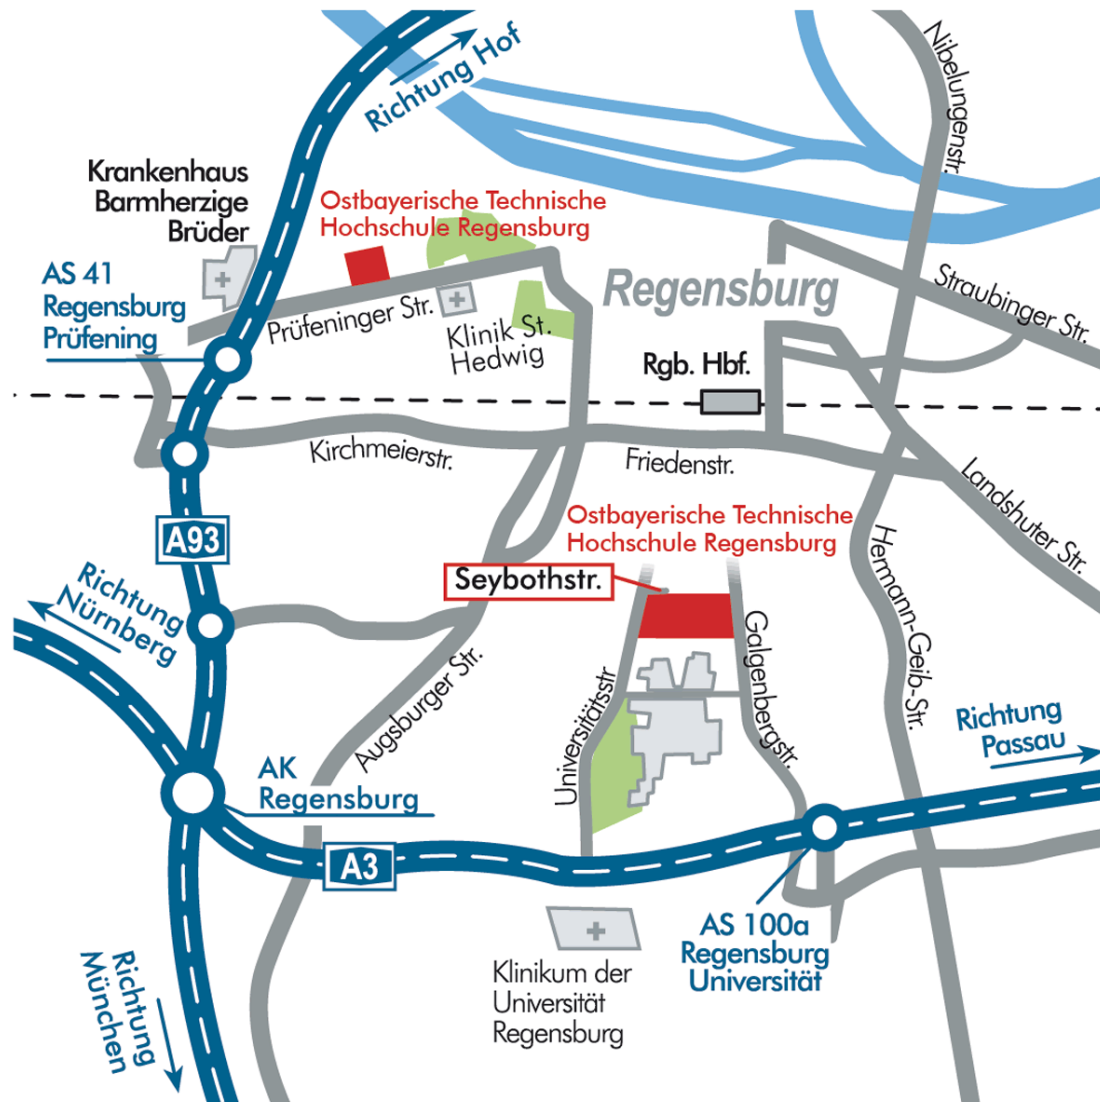 Richtung Hof
Nibelungenstr.
Krankenhaus
Barmherzige
Brüder
Ostbayerische Technische
Hochschule Regensburg
AS 41
Regensburg
Prüfening
Prüfeninger Str.
Klinik St.
Hedwig
Regensburg
Straubinger Str.
Rgb. Hbf.
Kirchmeierstr.
Friedenstr.
Landshuter Str.
Ostbayerische Technische
Hochschule Regensburg
A93
Seybothstr.
Hermann-Geib-Str.
Richtung
Nürnberg
Galgenbergstr.
Universitätsstr
Augsburger Str.
Richtung
Passau
AK
Regensburg
A3
AS 100a
Regensburg
Universität
Klinikum der
Universität
Regensburg
Richtung
München